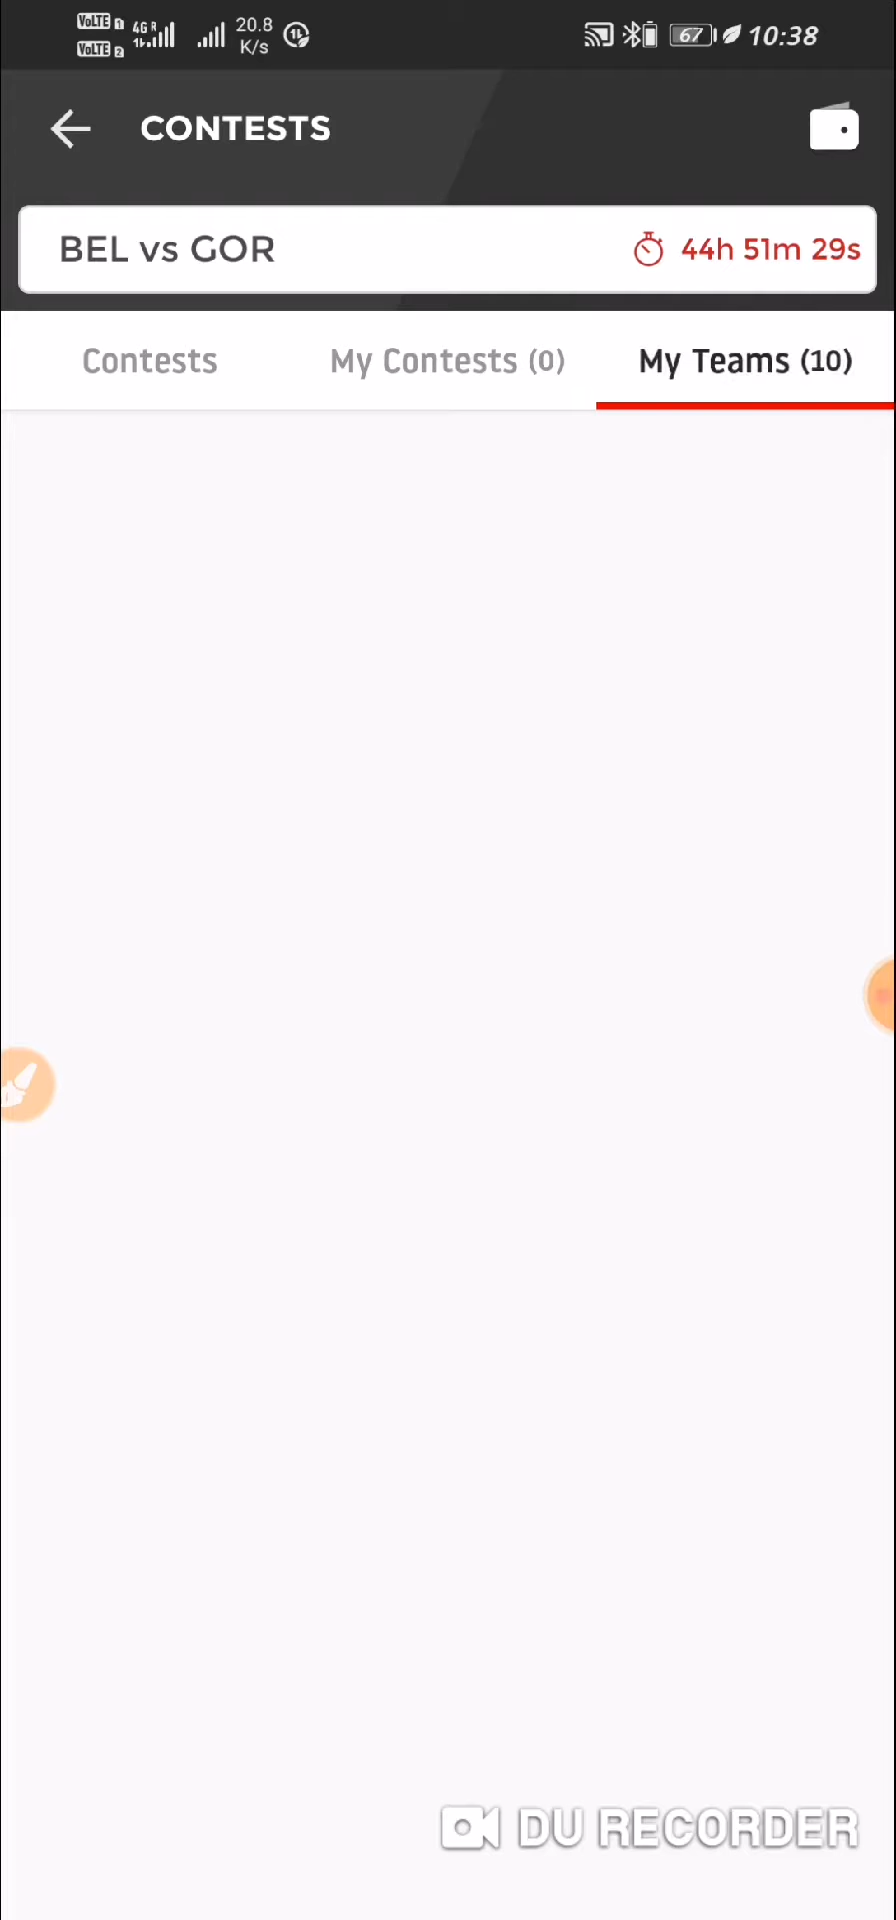 VoLTE 1 4G R 20.8 67 10:38
VoLTE 2 K/s
CONTESTS
BEL vs GOR 44h 51m 29s
Contests My Contests (0) My Teams (10)
DU RECORDER